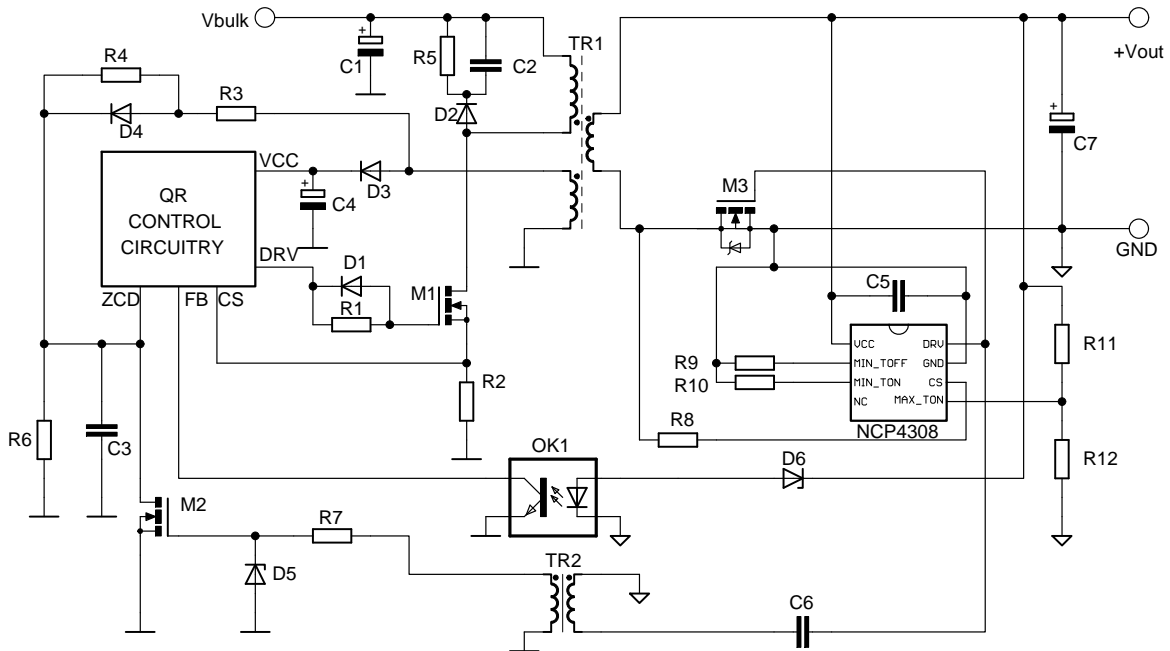 Vbulk
+
C1
R5
C2
TR1
+Vout
R4
D4
R3
D2
+
C7
QR
CONTROL
CIRCUITRY
VCC
D3
+
C4
M3
GND
DRV
D1
R1
M1
C5
ZCD
FB
CS
R2
R9
R10
VCC
DRV
MIN_TOFF
GND
MIN_TON
CS
NC
MAX_TON
NCP4308
R11
R8
R6
C3
OK1
D6
R12
M2
R7
D5
TR2
C6